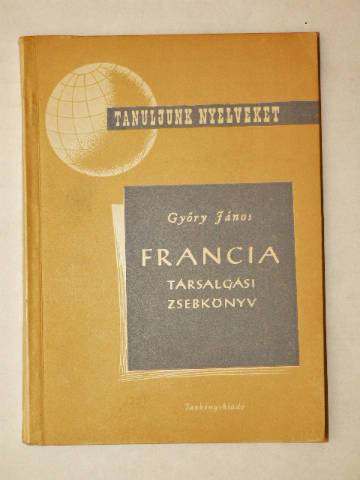 TANULJUNK NYELVEKET
Győry János
FRANCIA
TÁRSALGÁSI
ZSEBKÖNYV
Tankönyvkiadó